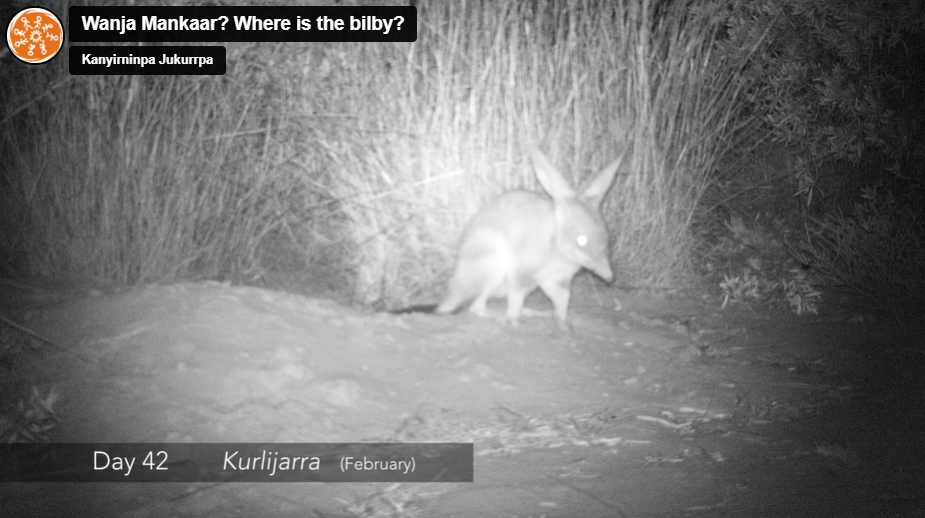 Wanja Mankaar? Where is the bilby?
Kanyirninpa Jukurrpa
Day 42 Kurlijarra (February)